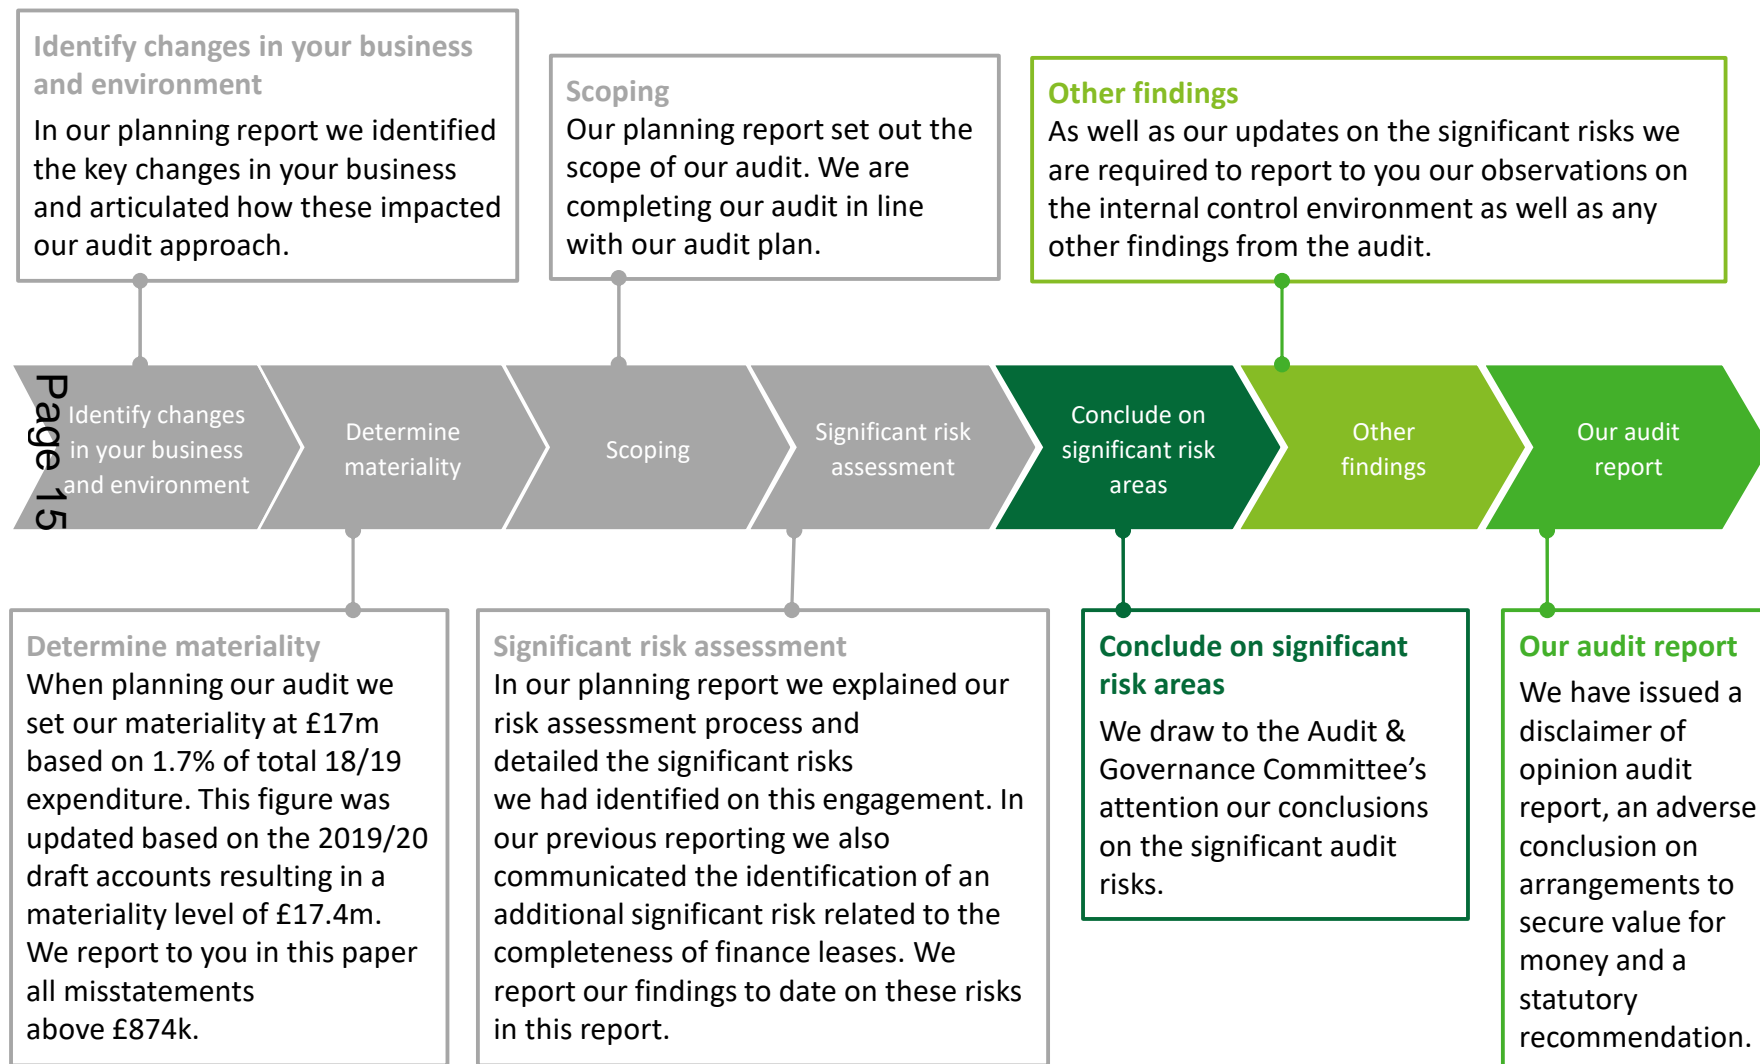 Identify changes in your business
and environment
In our planning report we identified
the key changes in your business
and articulated how these impacted
our audit approach.
Scoping
Our planning report set out the
scope of our audit. We are
completing our audit in line
with our audit plan.
Other findings
As well as our updates on the significant risks we
are required to report to you our observations on
the internal control environment as well as any
other findings from the audit.
Page 15
Identify changes
in your business
and environment
Determine
materiality
Scoping
Significant risk
assessment
Conclude on
significant risk
areas
Other
findings
Our audit
report
Determine materiality
When planning our audit we
set our materiality at £17m
based on 1.7% of total 18/19
expenditure. This figure was
updated based on the 2019/20
draft accounts resulting in a
materiality level of £17.4m.
We report to you in this paper
all misstatements
above £874k.
Significant risk assessment
In our planning report we explained our
risk assessment process and
detailed the significant risks
we had identified on this engagement. In
our previous reporting we also
communicated the identification of an
additional significant risk related to the
completeness of finance leases. We
report our findings to date on these risks
in this report.
Conclude on significant
risk areas
We draw to the Audit &
Governance Committee’s
attention our conclusions
on the significant audit
risks.
Our audit report
We have issued a
disclaimer of
opinion audit
report, an adverse
conclusion on
arrangements to
secure value for
money and a
statutory
recommendation.